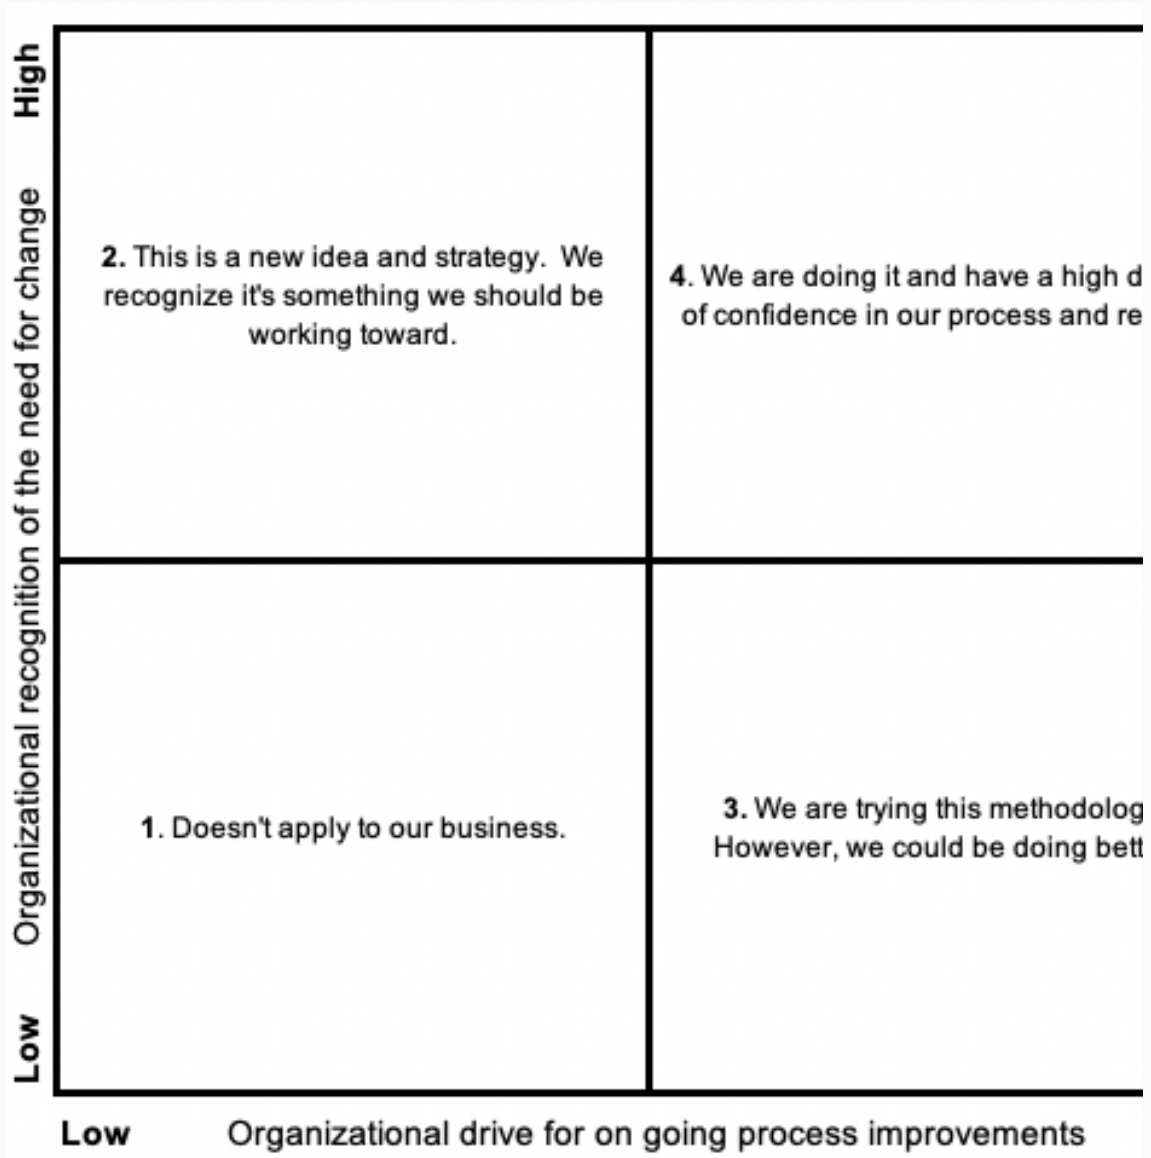 High
Organizational recognition of the need for change
Low
2. This is a new idea and strategy.  We
recognize it's something we should be
working toward.
4. We are doing it and have a high
of confidence in our process and
1. Doesn't apply to our business.
3. We are trying this
However, we could be doing
Low
Organizational drive for on going process improvements